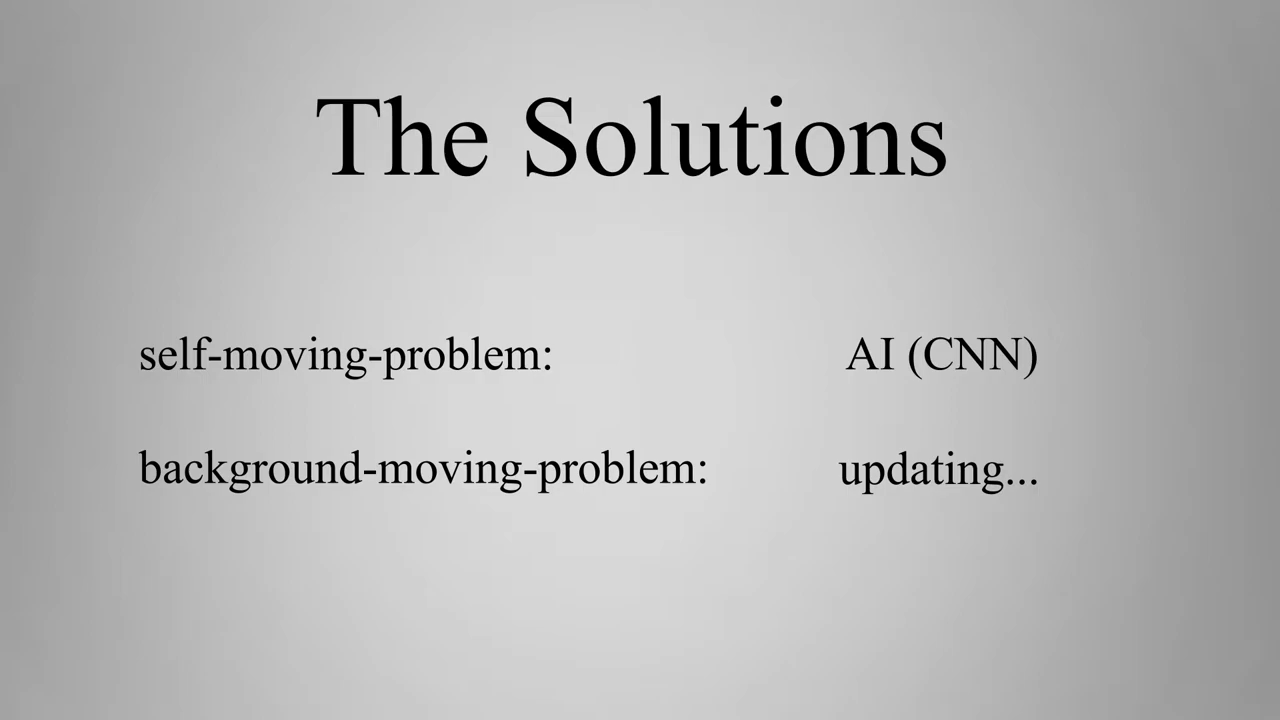 The Solutions
self-moving-problem: AI (CNN)
background-moving-problem: updating...